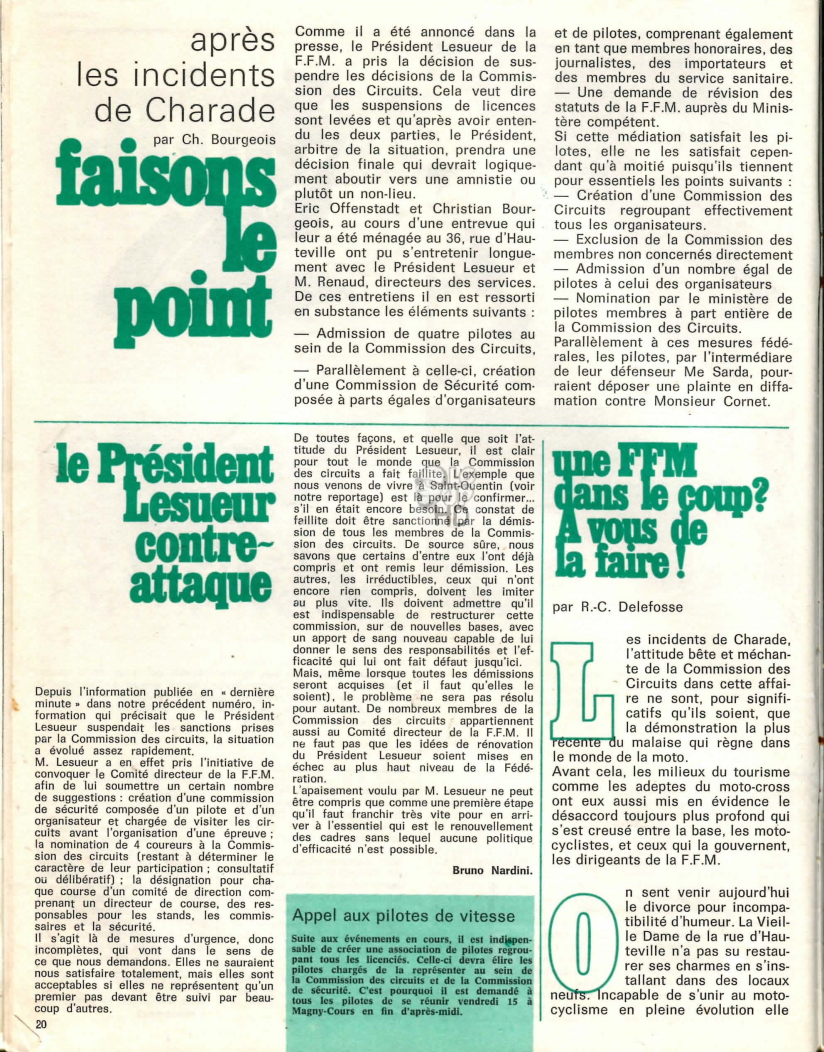 après
les incidents
de Charade
par Ch. Bourgeois
faisons
le
point
Comme il a été annoncé dans la
presse, le Président Lesueur de la
F.F.M. a pris la décision de sus-
pendre les décisions de la Commis-
sion des Circuits. Cela veut dire
que les suspensions de licences
sont levées et qu'après avoir enten-
du les deux parties, le Président,
arbitre de la situation, prendra une
décision finale qui devrait logique-
ment aboutir vers une amnistie ou
plutôt un non-lieu.
Eric Offenstadt et Christian Bour-
geois, au cours d'une entrevue qui
leur a été ménagée au 36, rue d'Hau-
teville ont pu s'entretenir longue-
ment avec le Président Lesueur et
M. Renaud, directeurs des services.
De ces entretiens il en est ressorti
en substance les éléments suivants :
— Admission de quatre pilotes au
sein de la Commission des Circuits,
— Parallèlement à celle-ci, création
d'une Commission de Sécurité com-
posée à parts égales d'organisateurs
et de pilotes, comprenant également
en tant que membres honoraires, des
journalistes, des importateurs et
des membres du service sanitaire.
— Une demande de révision des
statuts de la F.F.M. auprès du Minis-
tère compétent.
Si cette médiation satisfait les pi-
lotes, elle ne les satisfait cepen-
dant qu'à moitié puisqu'ils tiennent
pour essentiels les points suivants :
— Création d'une Commission des
Circuits regroupant effectivement
tous les organisateurs.
— Exclusion de la Commission des
membres non concernés directement
— Admission d'un nombre égal de
pilotes à celui des organisateurs
— Nomination par le ministère de
pilotes membres à part entière de
la Commission des Circuits.
Parallèlement à ces mesures fédé-
rales, les pilotes, par l'intermédiare
de leur défenseur Me Sarda, pour-
raient déposer une plainte en diffa-
mation contre Monsieur Cornet.
le Président
Lesueur
contre-
attaque
Depuis l'information publiée en « dernière
minute » dans notre précédent numéro, in-
formation qui précisait que le Président
Lesueur suspendait les sanctions prises
par la Commission des circuits, la situation
a évolué assez rapidement.
M. Lesueur a en effet pris l'initiative de
convoquer le Comité directeur de la F.F.M.
afin de lui soumettre un certain nombre
de suggestions : création d'une commission
de sécurité composée d'un pilote et d'un
organisateur et chargée de visiter les cir-
cuits avant l'organisation d'une épreuve ;
la nomination de 4 coureurs à la Commis-
sion des circuits (restant à déterminer le
caractère de leur participation ; consultatif
ou délibératif) ; la désignation pour cha-
que course d'un comité de direction com-
prenant un directeur de course, des res-
ponsables pour les stands, les commis-
saires et la sécurité.
Il s'agit là de mesures d'urgence, donc
incomplètes, qui vont dans le sens de
ce que nous demandons. Elles ne sauraient
nous satisfaire totalement, mais elles sont
acceptables si elles ne représentent qu'un
premier pas devant être suivi par beau-
coup d'autres.
20
De toutes façons, et quelle que soit l'at-
titude du Président Lesueur, il est clair
pour tout le monde que la Commission
des circuits a fait faillite. L'exemple que
nous venons de vivre à Saint-Quentin (voir
notre reportage) est là pour le confirmer...
s'il en était encore besoin. Ce constat de
faillite doit être sanctionné par la démis-
sion de tous les membres de la Commis-
sion des circuits. De source sûre, nous
savons que certains d'entre eux l'ont déjà
compris et ont remis leur démission. Les
autres, les irréductibles, ceux qui n'ont
encore rien compris, doivent les imiter
au plus vite. Ils doivent admettre qu'il
est indispensable de restructurer cette
commission, sur de nouvelles bases, avec
un apport de sang nouveau capable de lui
donner le sens des responsabilités et l'ef-
ficacité qui lui ont fait défaut jusqu'ici.
Mais, même lorsque toutes les démissions
seront acquises (et il faut qu'elles le
soient), le problème ne sera pas résolu
pour autant. De nombreux membres de la
Commission des circuits appartiennent
aussi au Comité directeur de la F.F.M. Il
ne faut pas que les idées de rénovation
du Président Lesueur soient mises en
échec au plus haut niveau de la Fédé-
ration.
L'apaisement voulu par M. Lesueur ne peut
être compris que comme une première étape
qu'il faut franchir très vite pour en arri-
ver à l'essentiel qui est le renouvellement
des cadres sans lequel aucune politique
d'efficacité n'est possible.
Bruno Nardini.
Appel aux pilotes de vitesse
Suite aux événements en cours, il est indispen-
sable de créer une association de pilotes regrou-
pant tous les licenciés. Celle-ci devra élire les
pilotes chargés de la représenter au sein de
la Commission des circuits et de la Commission
de sécurité. C'est pourquoi il est demandé à
tous les pilotes de se réunir vendredi 15 à
Magny-Cours en fin d'après-midi.
une FFM
dans le coup?
A vous de
la faire !
par R.-C. Delefosse
Les incidents de Charade,
l'attitude bête et méchan-
te de la Commission des
Circuits dans cette affai-
re ne sont, pour signifi-
catifs qu'ils soient, que
la démonstration la plus
récente du malaise qui règne dans
le monde de la moto.
Avant cela, les milieux du tourisme
comme les adeptes du moto-cross
ont eux aussi mis en évidence le
désaccord toujours plus profond qui
s'est creusé entre la base, les moto-
cyclistes, et ceux qui la gouvernent,
les dirigeants de la F.F.M.
On sent venir aujourd'hui
le divorce pour incompa-
tibilité d'humeur. La Vieil-
le Dame de la rue d'Hau-
teville n'a pas su restau-
rer ses charmes en s'ins-
tallant dans des locaux
neufs. Incapable de s'unir au moto-
cyclisme en pleine évolution elle